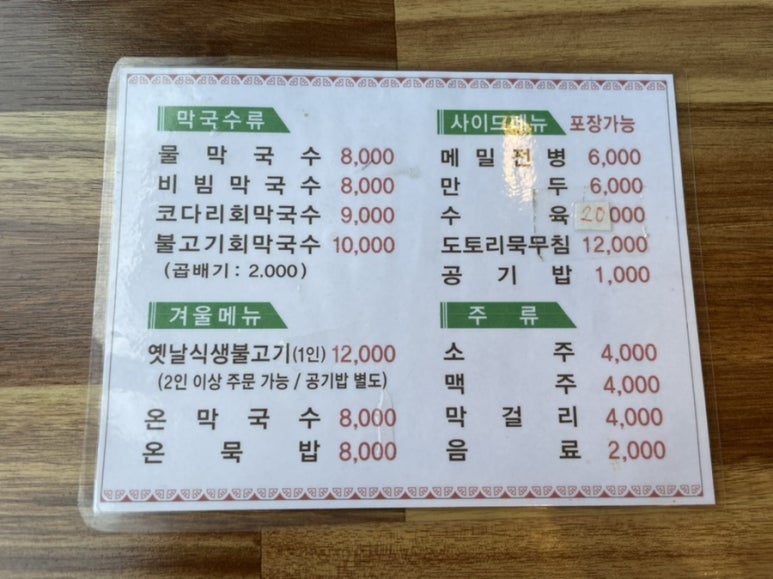 막국수류
물 막 국 수 8,000
비 빔 막 국 수 8,000
코다리회막국수 9,000
불고기회막국수 10,000
(곱배기 : 2.000)
겨울메뉴
옛날식생불고기(1인) 12,000
(2인 이상 주문 가능 / 공기밥 별도)
온 막 국 수 8,000
온 묵 밥 8,000
사이드메뉴 포장가능
메 밀 전 병 6,000
만 두 6,000
수 육 20,000
도토리묵무침 12,000
공 기 밥 1,000
주 류
소 주 4,000
맥 주 4,000
막 걸 리 4,000
음 료 2,000